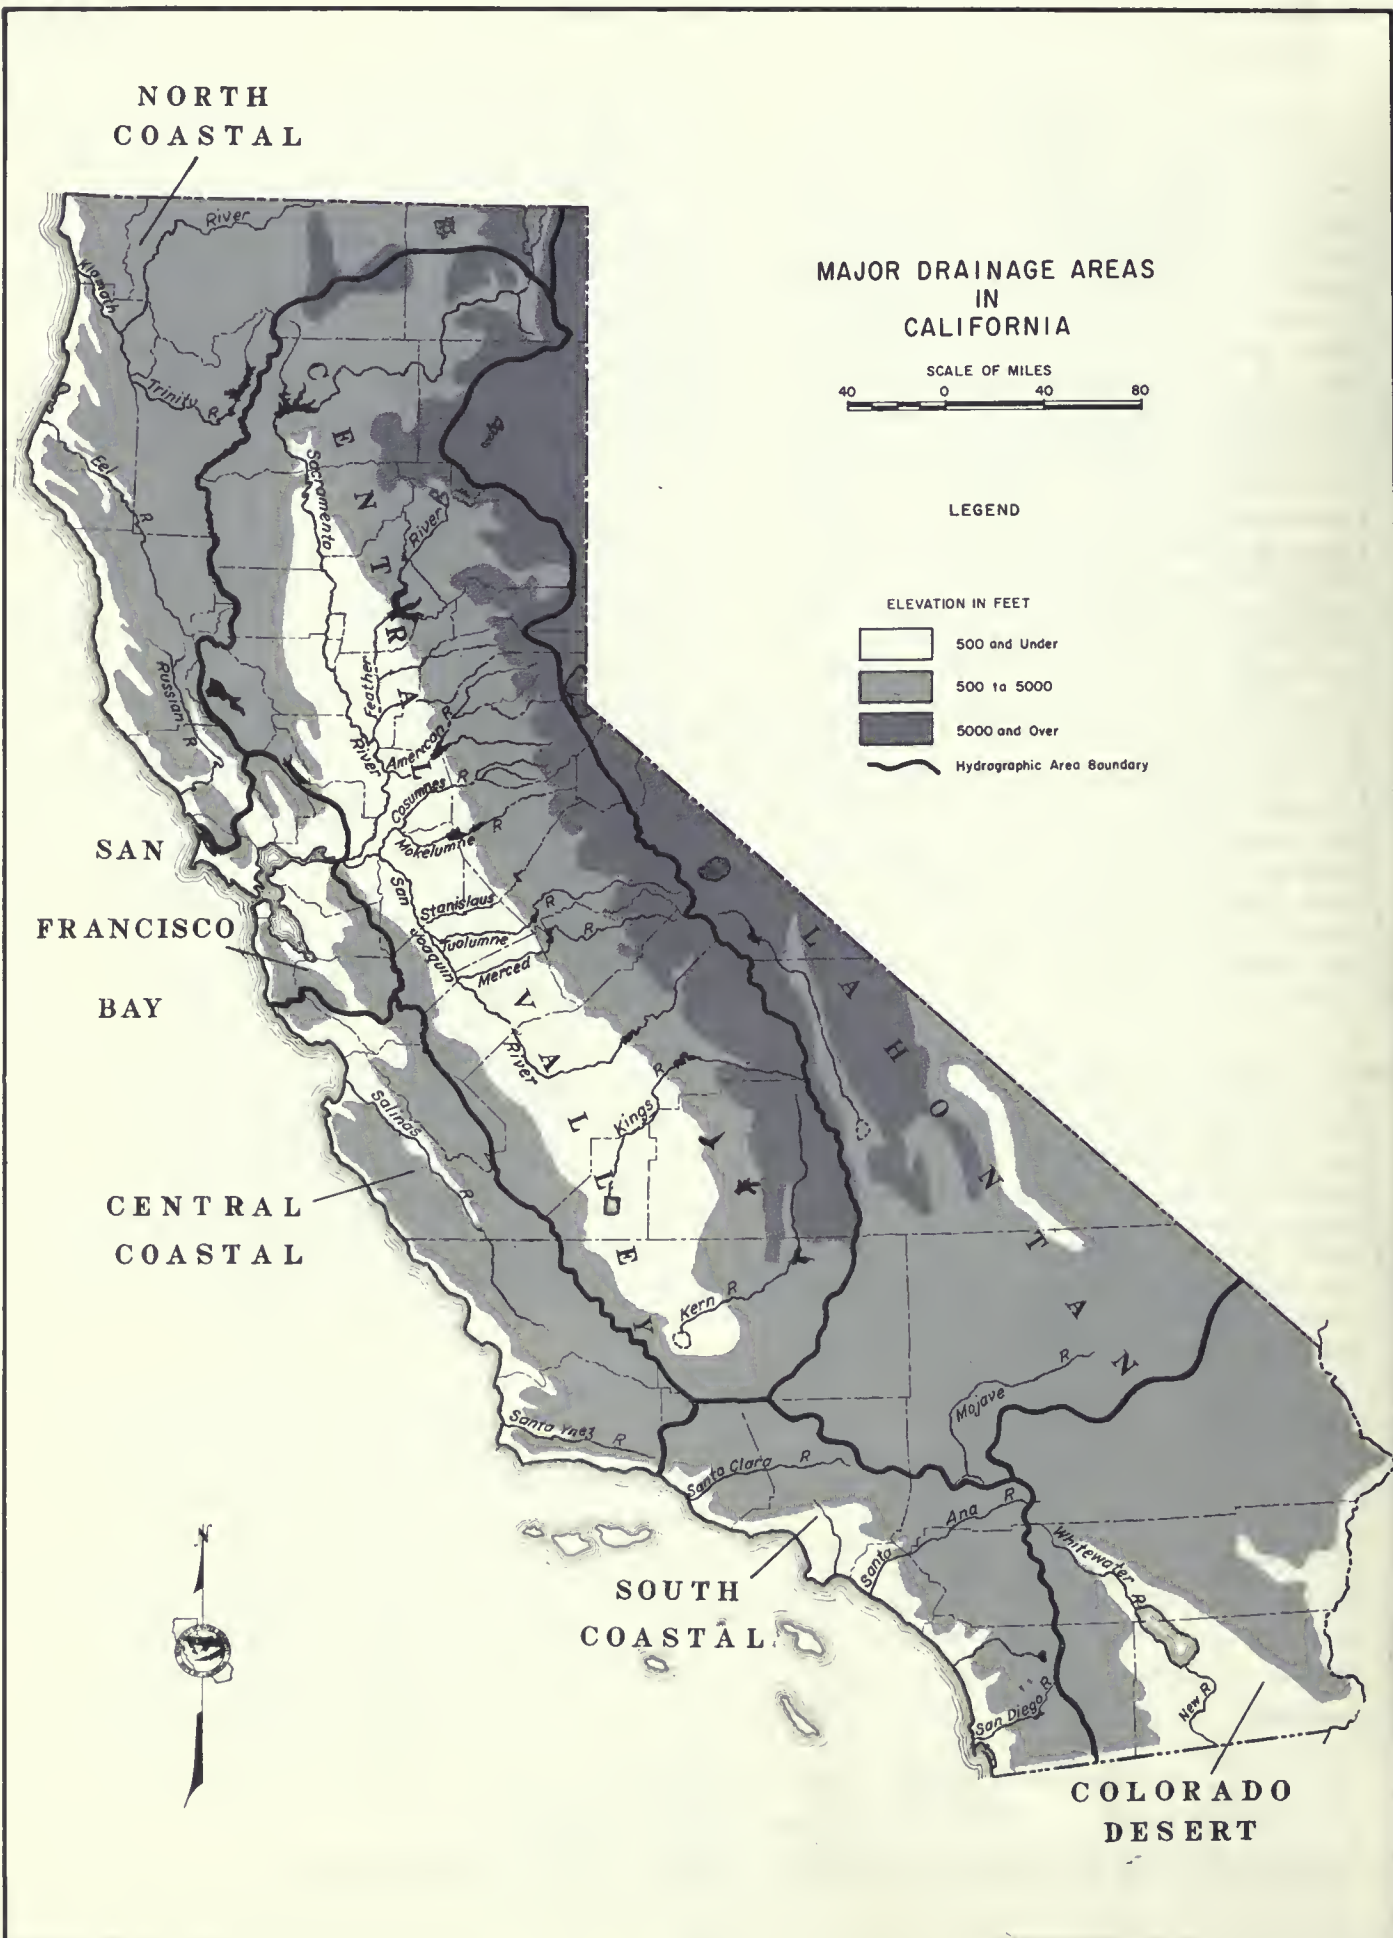 NORTH
COASTAL
River
Klamath
Trinity R
MAJOR DRAINAGE AREAS
IN
CALIFORNIA
SCALE OF MILES
40 0 40 80
LEGEND
ELEVATION IN FEET
500 and Under
500 to 5000
5000 and Over
Hydrographic Area Boundary
CENTRAL
VALLEY
LAHONTAN
Eel
R
Sacramento
River
R
River
Feather
Russian
R
American
R
Cosumnes R
Mokelumne R
SAN
FRANCISCO
BAY
San
Joaquin
River
Stanislaus
R
Tuolumne
R
Merced
Kings
R
Salinas
R
CENTRAL
COASTAL
Kern R
Mojave R
Santa Ynez R
Santa Clara R
Santa Ana R
Whitewater R
SOUTH
COASTAL
San Diego R
New R
COLORADO
DESERT
N